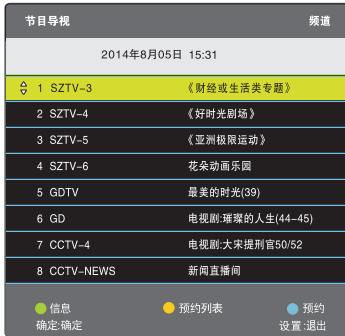 节目导视 频道
2014年8月05日 15:31
1 SZTV-3 《财经或生活类专题》
2 SZTV-4 《好时光剧场》
3 SZTV-5 《亚洲极限运动》
4 SZTV-6 花朵动画乐园
5 GDTV 最美的时光(39)
6 GD 电视剧:璀璨的人生(44-45)
7 CCTV-4 电视剧:大宋提刑官50/52
8 CCTV-NEWS 新闻直播间
信息 预约列表 预约
确定:确定 设置:退出